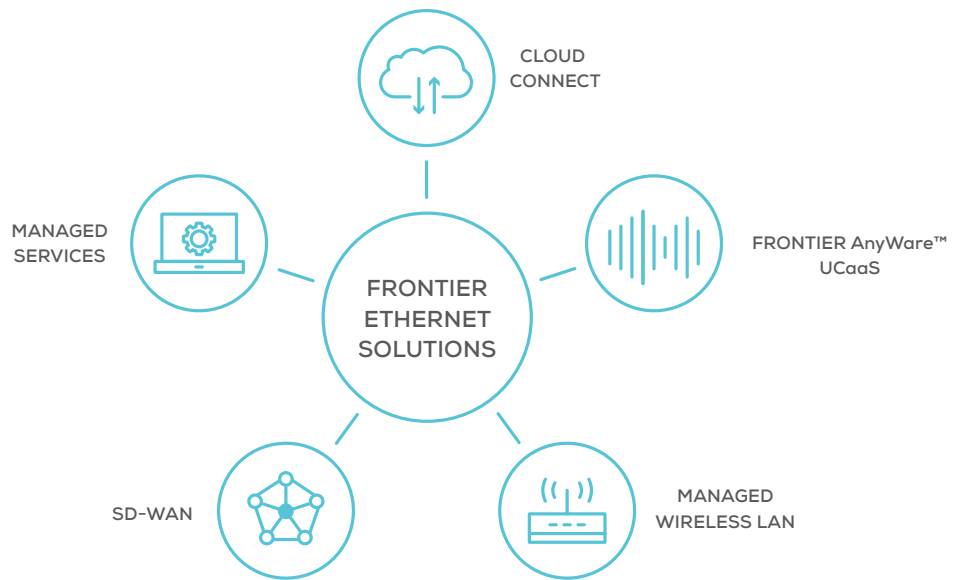 CLOUD
CONNECT
MANAGED
SERVICES
FRONTIER AnyWare™
UCaaS
FRONTIER
ETHERNET
SOLUTIONS
SD-WAN
MANAGED
WIRELESS LAN